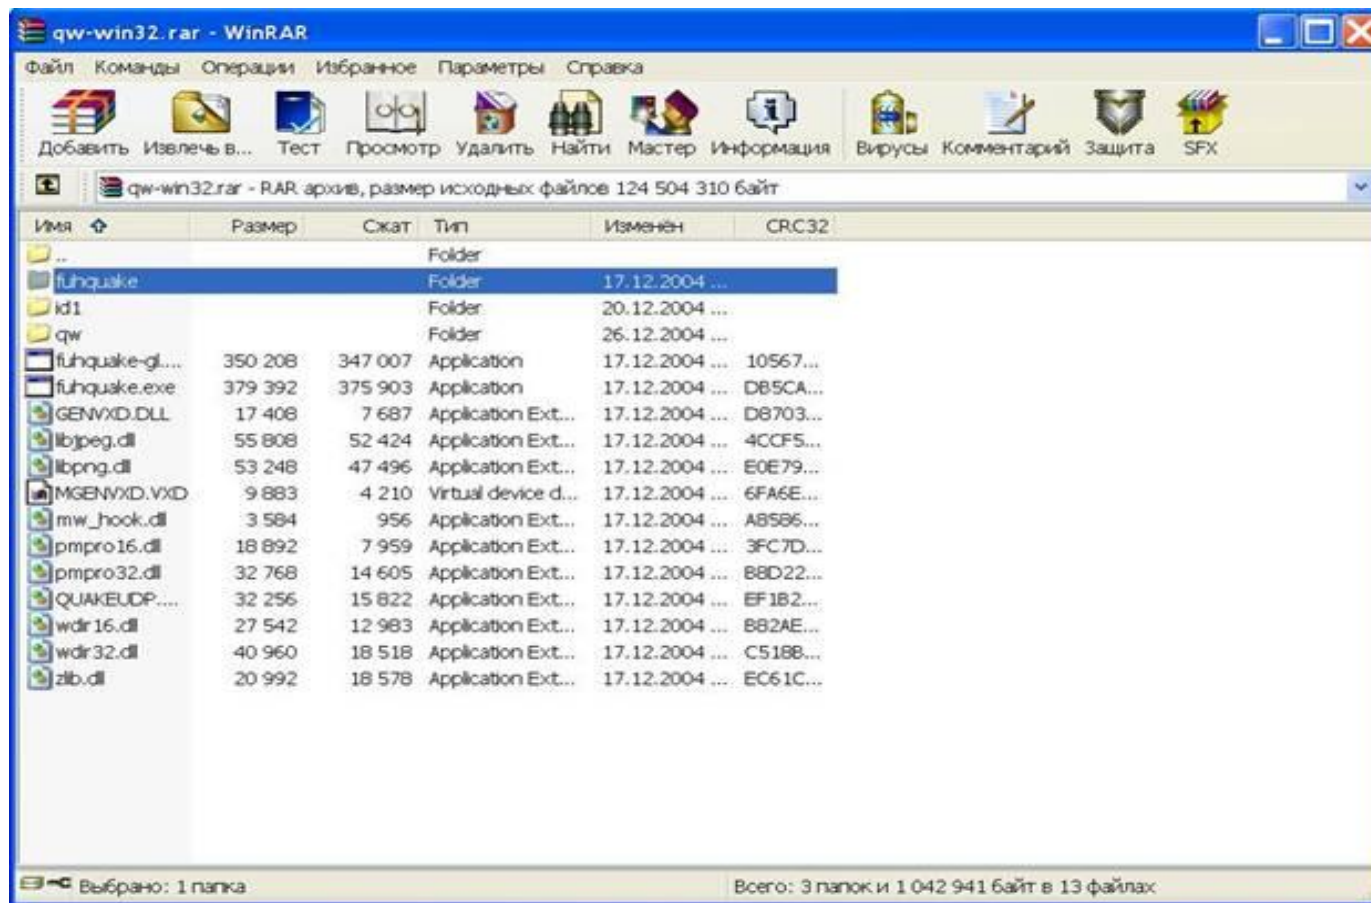 qw-win32.rar - WinRAR
Файл Команды Операции Избранное Параметры Справка
Добавить Извлечь в... Тест Просмотр Удалить Найти Мастер Информация Вирусы Комментарий Защита SFX
qw-win32.rar - RAR архив, размер исходных файлов 124 504 310 байт
Имя Размер Сжат Тип Изменён CRC32
.. Folder
fuhquake Folder 17.12.2004 ...
id1 Folder 20.12.2004 ...
qw Folder 26.12.2004 ...
fuhquake-gl.... 350 208 347 007 Application 17.12.2004 ... 10567...
fuhquake.exe 379 392 375 903 Application 17.12.2004 ... DB5CA...
GENVXD.DLL 17 408 7 687 Application Ext... 17.12.2004 ... D8703...
libjpeg.dll 55 808 52 424 Application Ext... 17.12.2004 ... 4CCF5...
libpng.dll 53 248 47 496 Application Ext... 17.12.2004 ... E0E79...
MGENVXD.VXD 9 883 4 210 Virtual device d... 17.12.2004 ... 6FA6E...
mw_hook.dll 3 584 956 Application Ext... 17.12.2004 ... A8586...
pmpro16.dll 18 892 7 959 Application Ext... 17.12.2004 ... 3FC7D...
pmpro32.dll 32 768 14 605 Application Ext... 17.12.2004 ... B8D22...
QUAKEUDP.... 32 256 15 822 Application Ext... 17.12.2004 ... EF1B2...
wdir16.dll 27 542 12 983 Application Ext... 17.12.2004 ... B82AE...
wdir32.dll 40 960 18 518 Application Ext... 17.12.2004 ... C518B...
zlib.dll 20 992 18 578 Application Ext... 17.12.2004 ... EC61C...
Выбрано: 1 папка
Всего: 3 папок и 1 042 941 байт в 13 файлах